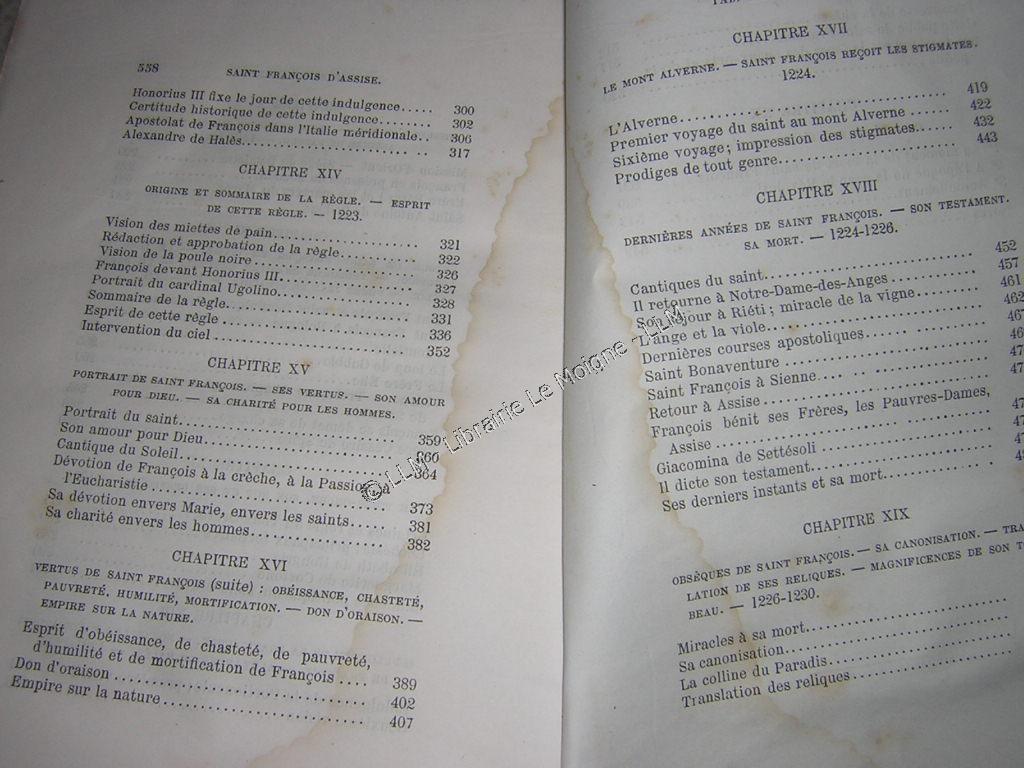 558 SAINT FRANÇOIS D'ASSISE.
Honorius III fixe le jour de cette indulgence..... 300
Certitude historique de cette indulgence........ 302
Apostolat de François dans l'Italie méridionale.. 306
Alexandre de Halès........................ 317
CHAPITRE XIV
ORIGINE ET SOMMAIRE DE LA RÈGLE. — ESPRIT
DE CETTE RÈGLE. — 1223.
Vision des miettes de pain.................... 321
Rédaction et approbation de la règle........... 322
Vision de la poule noire.................... 326
François devant Honorius III.................. 327
Portrait du cardinal Ugolino.................. 328
Sommaire de la règle........................ 331
Esprit de cette règle........................ 336
Intervention du ciel........................ 352
CHAPITRE XV
PORTRAIT DE SAINT FRANÇOIS. — SES VERTUS. — SON AMOUR
POUR DIEU. — SA CHARITÉ POUR LES HOMMES.
Portrait du saint............................ 359
Son amour pour Dieu........................ 360
Cantique du Soleil.......................... 364
Dévotion de François à la crèche, à la Passion,
l'Eucharistie.............................. 373
Sa dévotion envers Marie, envers les saints..... 381
Sa charité envers les hommes.................. 382
CHAPITRE XVI
VERTUS DE SAINT FRANÇOIS (suite) : OBÉISSANCE, CHASTETÉ,
PAUVRETÉ, HUMILITÉ, MORTIFICATION. — DON D'ORAISON. —
EMPIRE SUR LA NATURE.
Esprit d'obéissance, de chasteté, de pauvreté,
d'humilité et de mortification de François.... 389
Don d'oraison.............................. 402
Empire sur la nature........................ 407
CHAPITRE XVII
LE MONT ALVERNE. — SAINT FRANÇOIS REÇOIT LES STIGMATES.
1224.
L'Alverne.................................. 419
Premier voyage du saint au mont Alverne........ 422
Sixième voyage; impression des stigmates...... 432
Prodiges de tout genre...................... 443
CHAPITRE XVIII
DERNIÈRES ANNÉES DE SAINT FRANÇOIS. — SON TESTAMENT.
SA MORT. — 1224-1226.
Cantiques du saint.......................... 452
Il retourne à Notre-Dame-des-Anges............ 457
Son séjour à Riéti; miracle de la vigne........ 461
L'ange et la viole.......................... 462
Dernières courses apostoliques................
Saint Bonaventure..........................
Saint François à Sienne......................
Retour à Assise............................
François bénit ses Frères, les Pauvres-Dames,
Assise....................................
Giacomina de Settésoli......................
Il dicte son testament......................
Ses derniers instants et sa mort..............
CHAPITRE XIX
OBSÈQUES DE SAINT FRANÇOIS. — SA CANONISATION. — TRA
LATION DE SES RELIQUES. — MAGNIFICENCES DE SON T
BEAU. — 1226-1230.
Miracles à sa mort..........................
Sa canonisation............................
La colline du Paradis........................
Translation des reliques....................
© LLM - Librairie Le Moigne - LLM